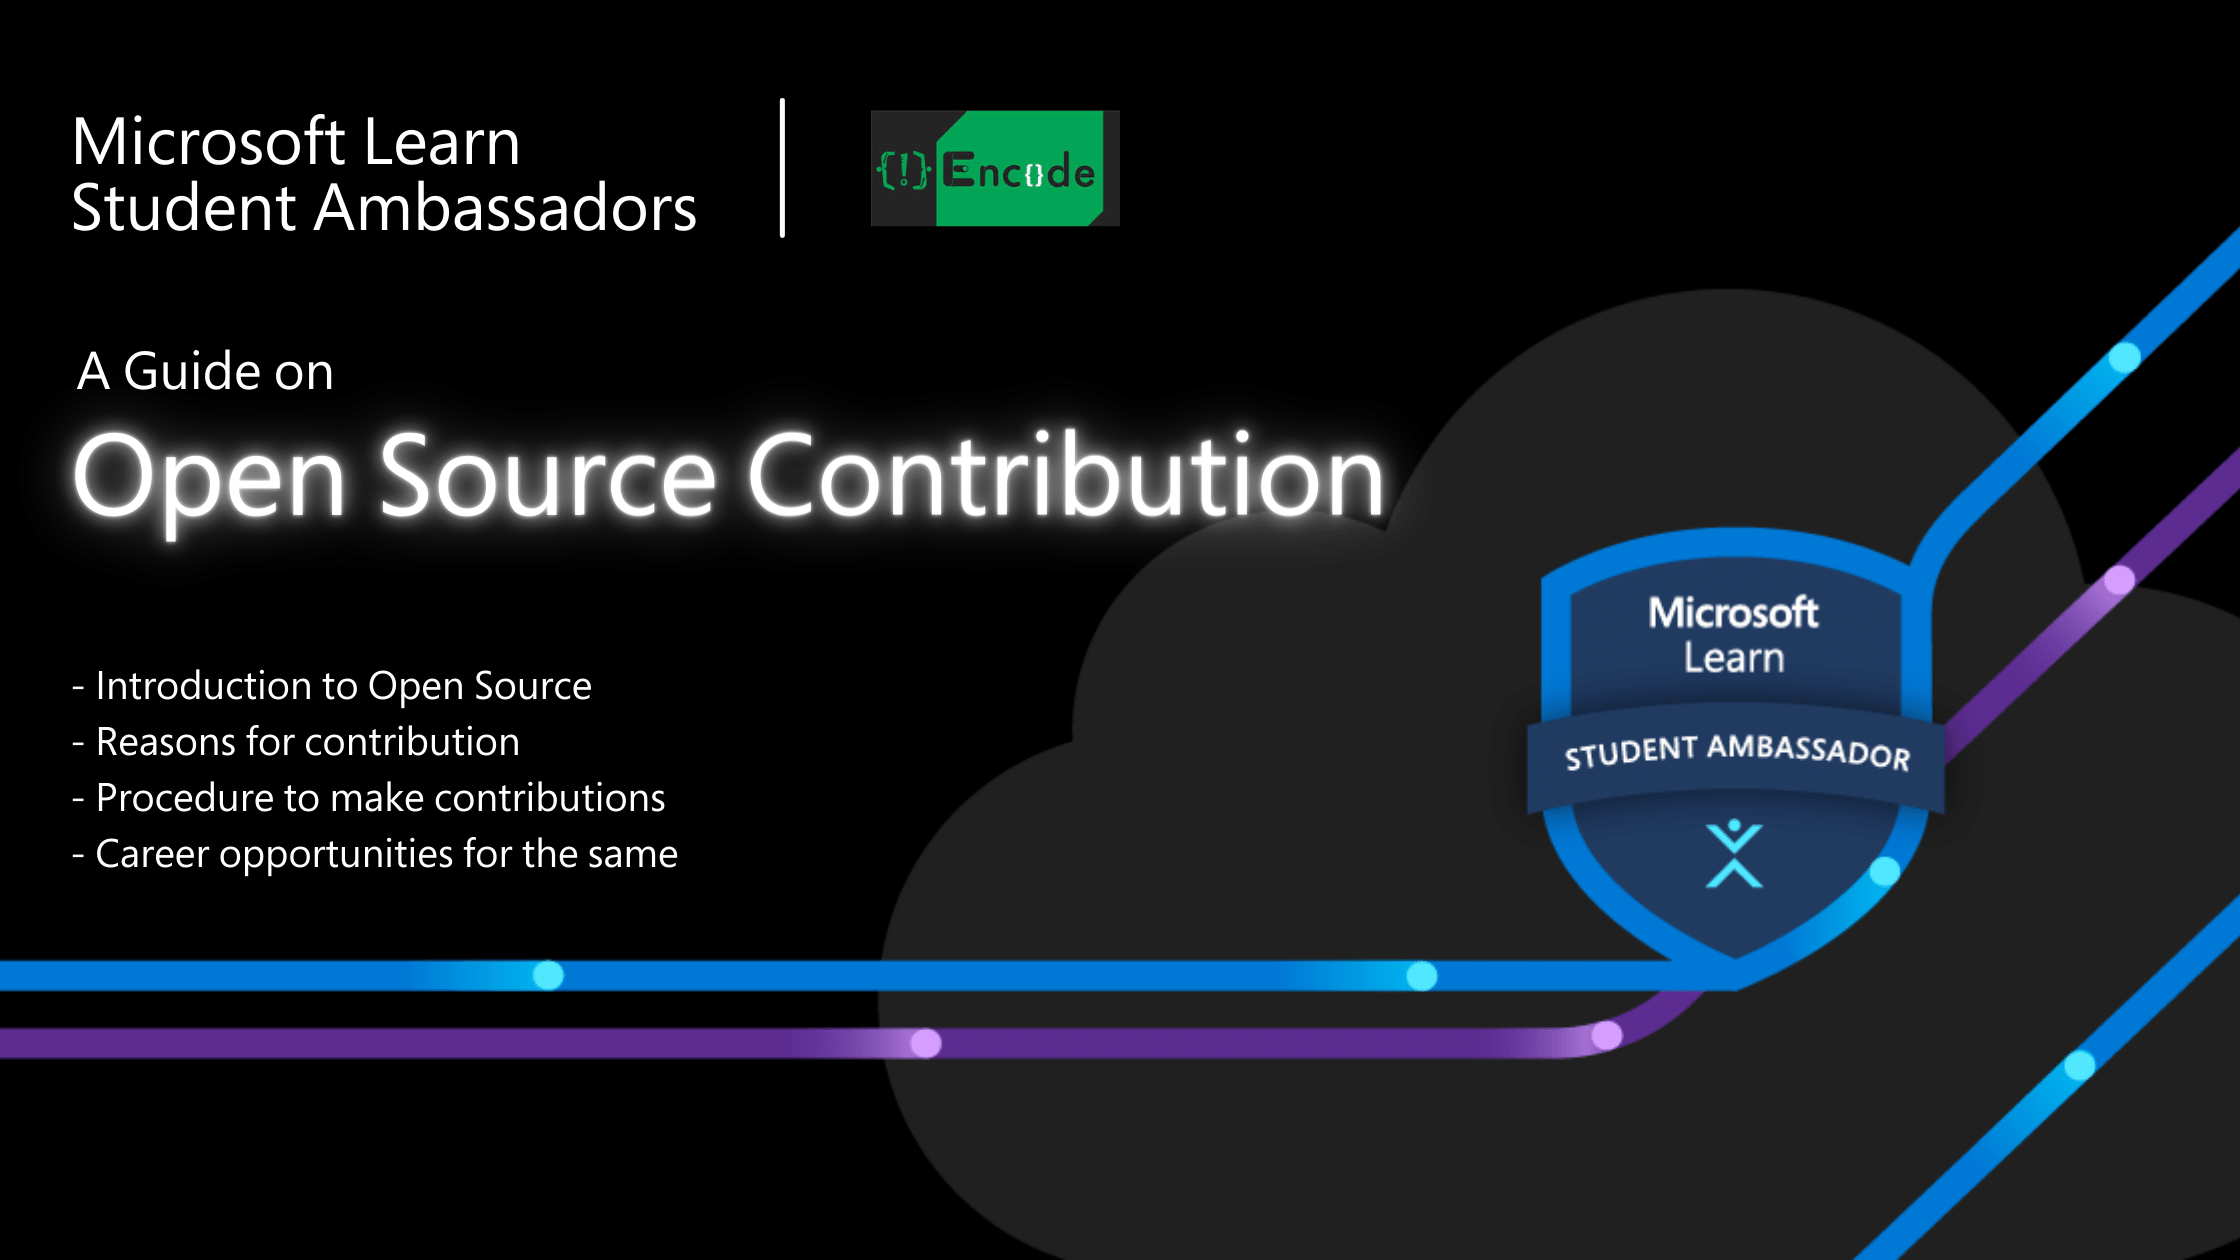 Microsoft Learn
Student Ambassadors
{!} Enc{}de
A Guide on
Open Source Contribution
- Introduction to Open Source
- Reasons for contribution
- Procedure to make contributions
- Career opportunities for the same
Microsoft
Learn
STUDENT AMBASSADOR